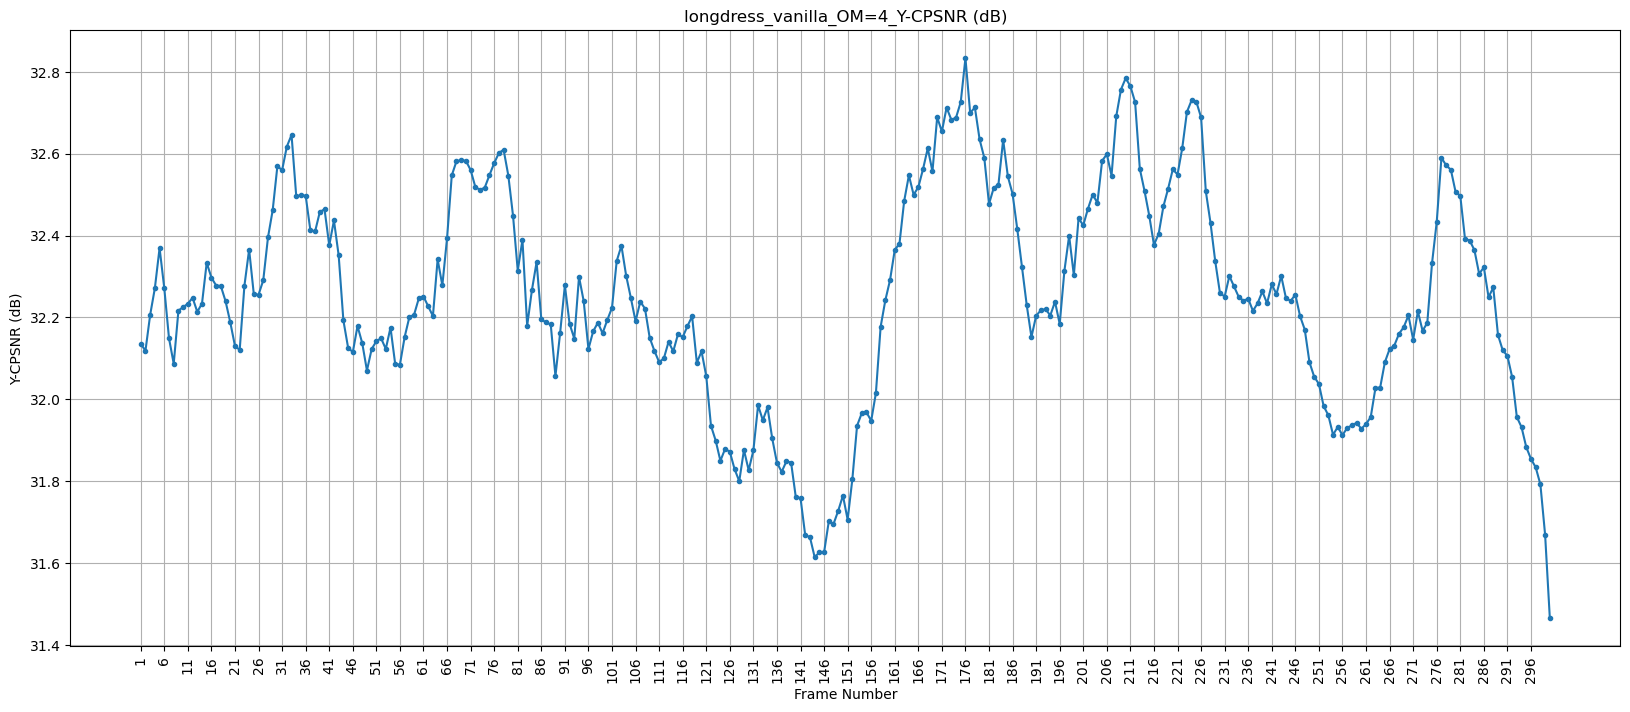 longdress_vanilla_OM=4_Y-CPSNR (dB)
Y-CPSNR (dB)
32.8
32.6
32.4
32.2
32.0
31.8
31.6
31.4
1 6 11 16 21 26 31 36 41 46 51 56 61 66 71 76 81 86 91 96 101 106 111 116 121 126 131 136 141 146 151 156 161 166 171 176 181 186 191 196 201 206 211 216 221 226 231 236 241 246 251 256 261 266 271 276 281 286 291 296
Frame Number